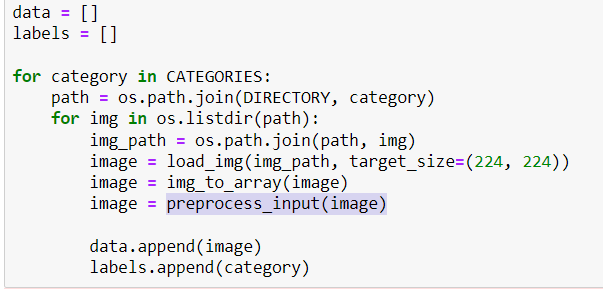 data = []
labels = []
for category in CATEGORIES:
    path = os.path.join(DIRECTORY, category)
    for img in os.listdir(path):
        img_path = os.path.join(path, img)
        image = load_img(img_path, target_size=(224, 224))
        image = img_to_array(image)
        image = preprocess_input(image)
        data.append(image)
        labels.append(category)